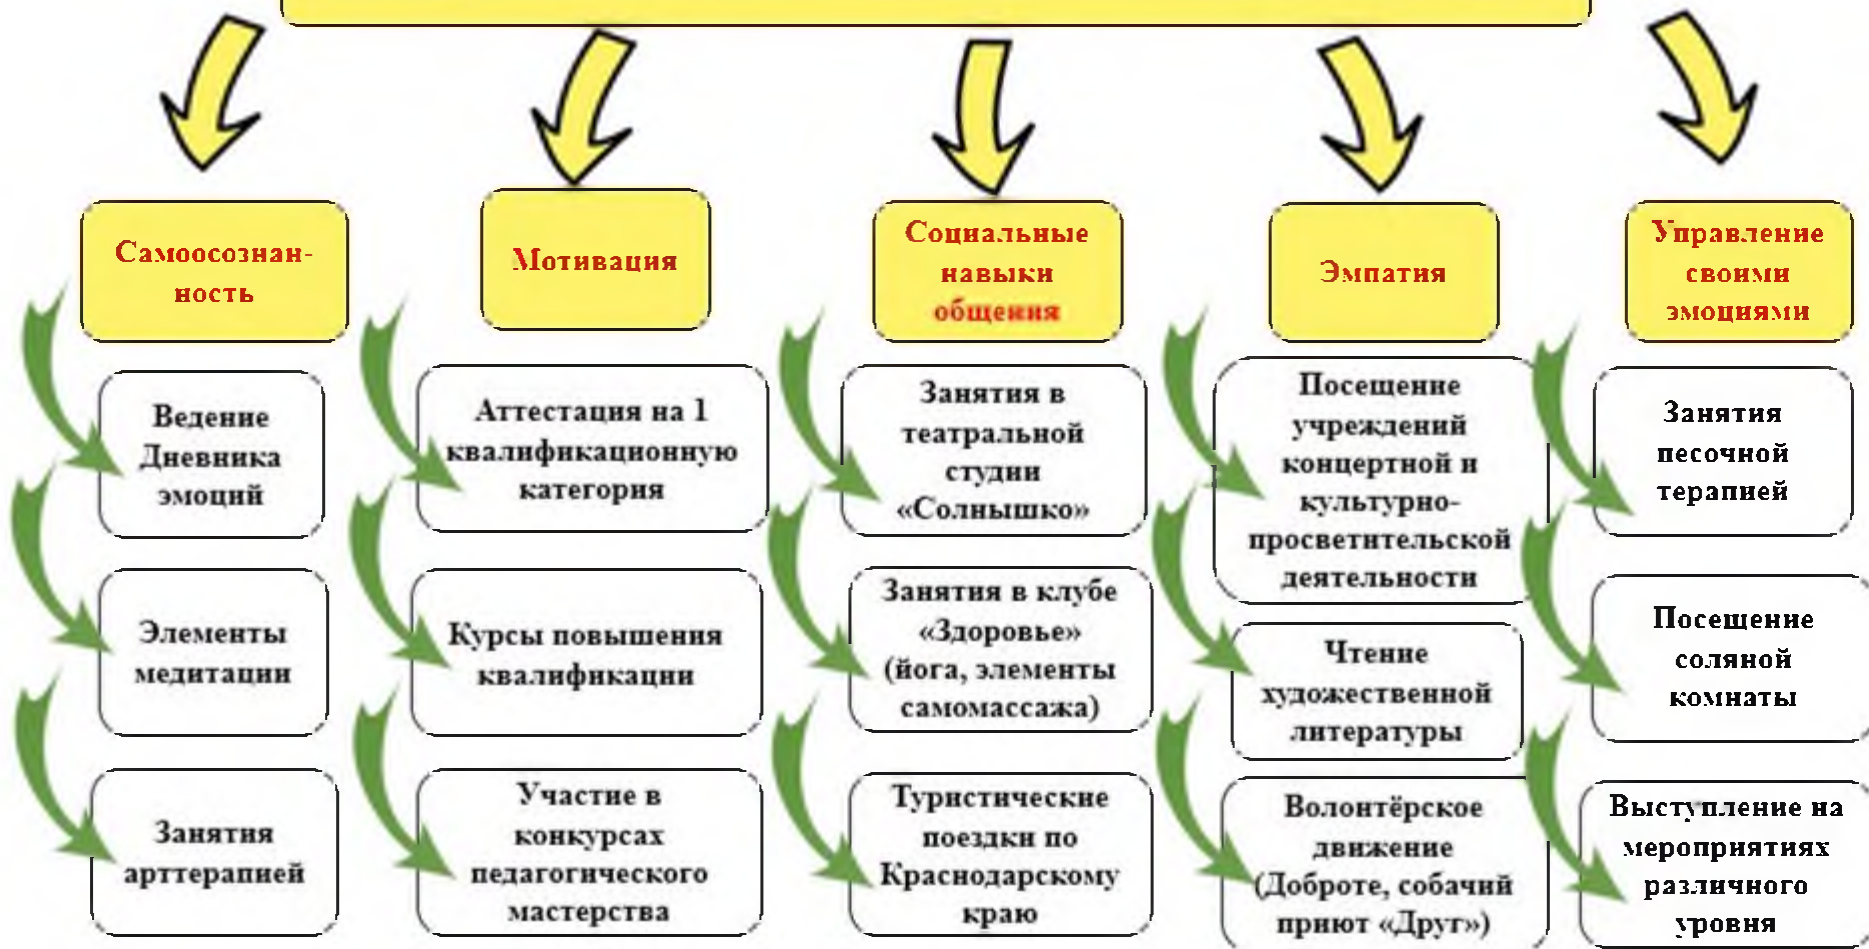 Самоосознан-
ность
Ведение
Дневника
эмоций
Элементы
медитации
Занятия
арттерапией
Мотивация
Аттестация на 1
квалификационную
категория
Курсы повышения
квалификации
Участие в
конкурсах
педагогического
мастерства
Социальные
навыки
общения
Занятия в
театральной
студии
«Солнышко»
Занятия в клубе
«Здоровье»
(йога, элементы
самомассажа)
Туристические
поездки по
Краснодарскому
краю
Эмпатия
Посещение
учреждений
концертной и
культурно-
просветительской
деятельности
Чтение
художественной
литературы
Волонтёрское
движение
(Доброте, собачий
приют «Друг»)
Управление
своими
эмоциями
Занятия
песочной
терапией
Посещение
соляной
комнаты
Выступление на
мероприятиях
различного
уровня